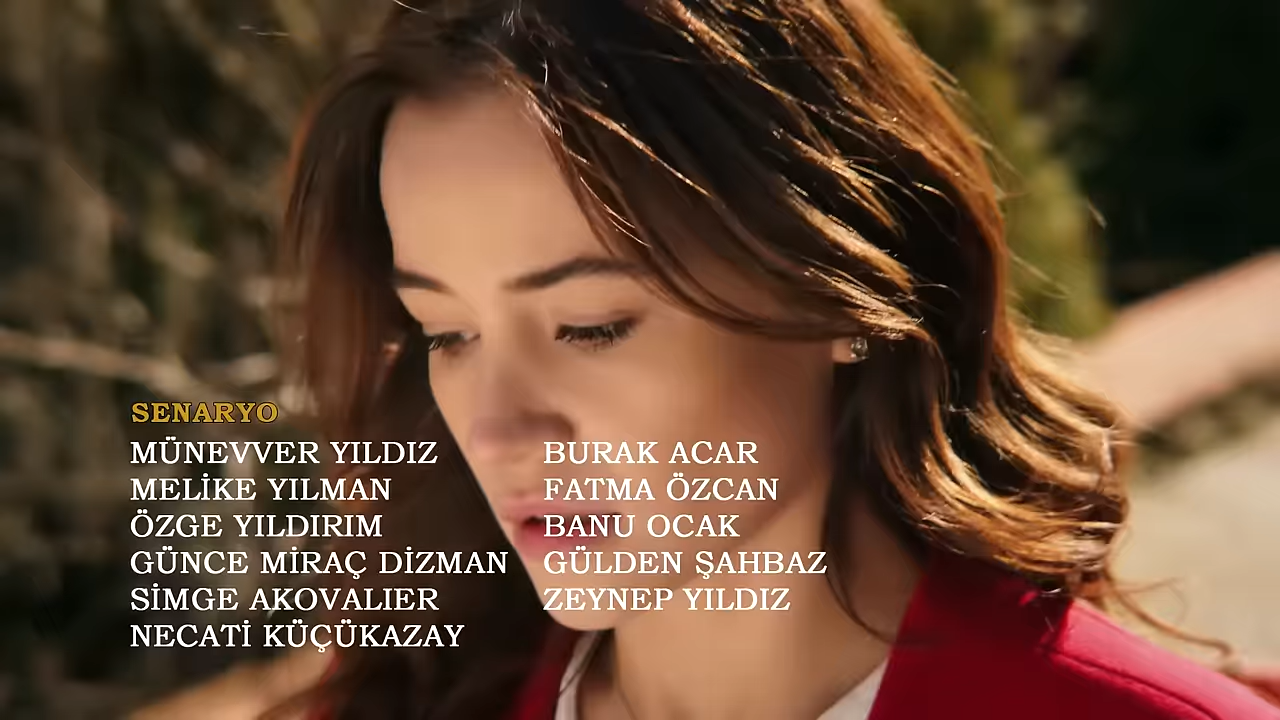 SENARYO
MÜNEVVER YILDIZ
MELİKE YILMAN
ÖZGE YILDIRIM
GÜNCE MİRAÇ DİZMAN
SİMGE AKOVALIER
NECATİ KÜÇÜKAZAY
BURAK ACAR
FATMA ÖZCAN
BANU OCAK
GÜLDEN ŞAHBAZ
ZEYNEP YILDIZ